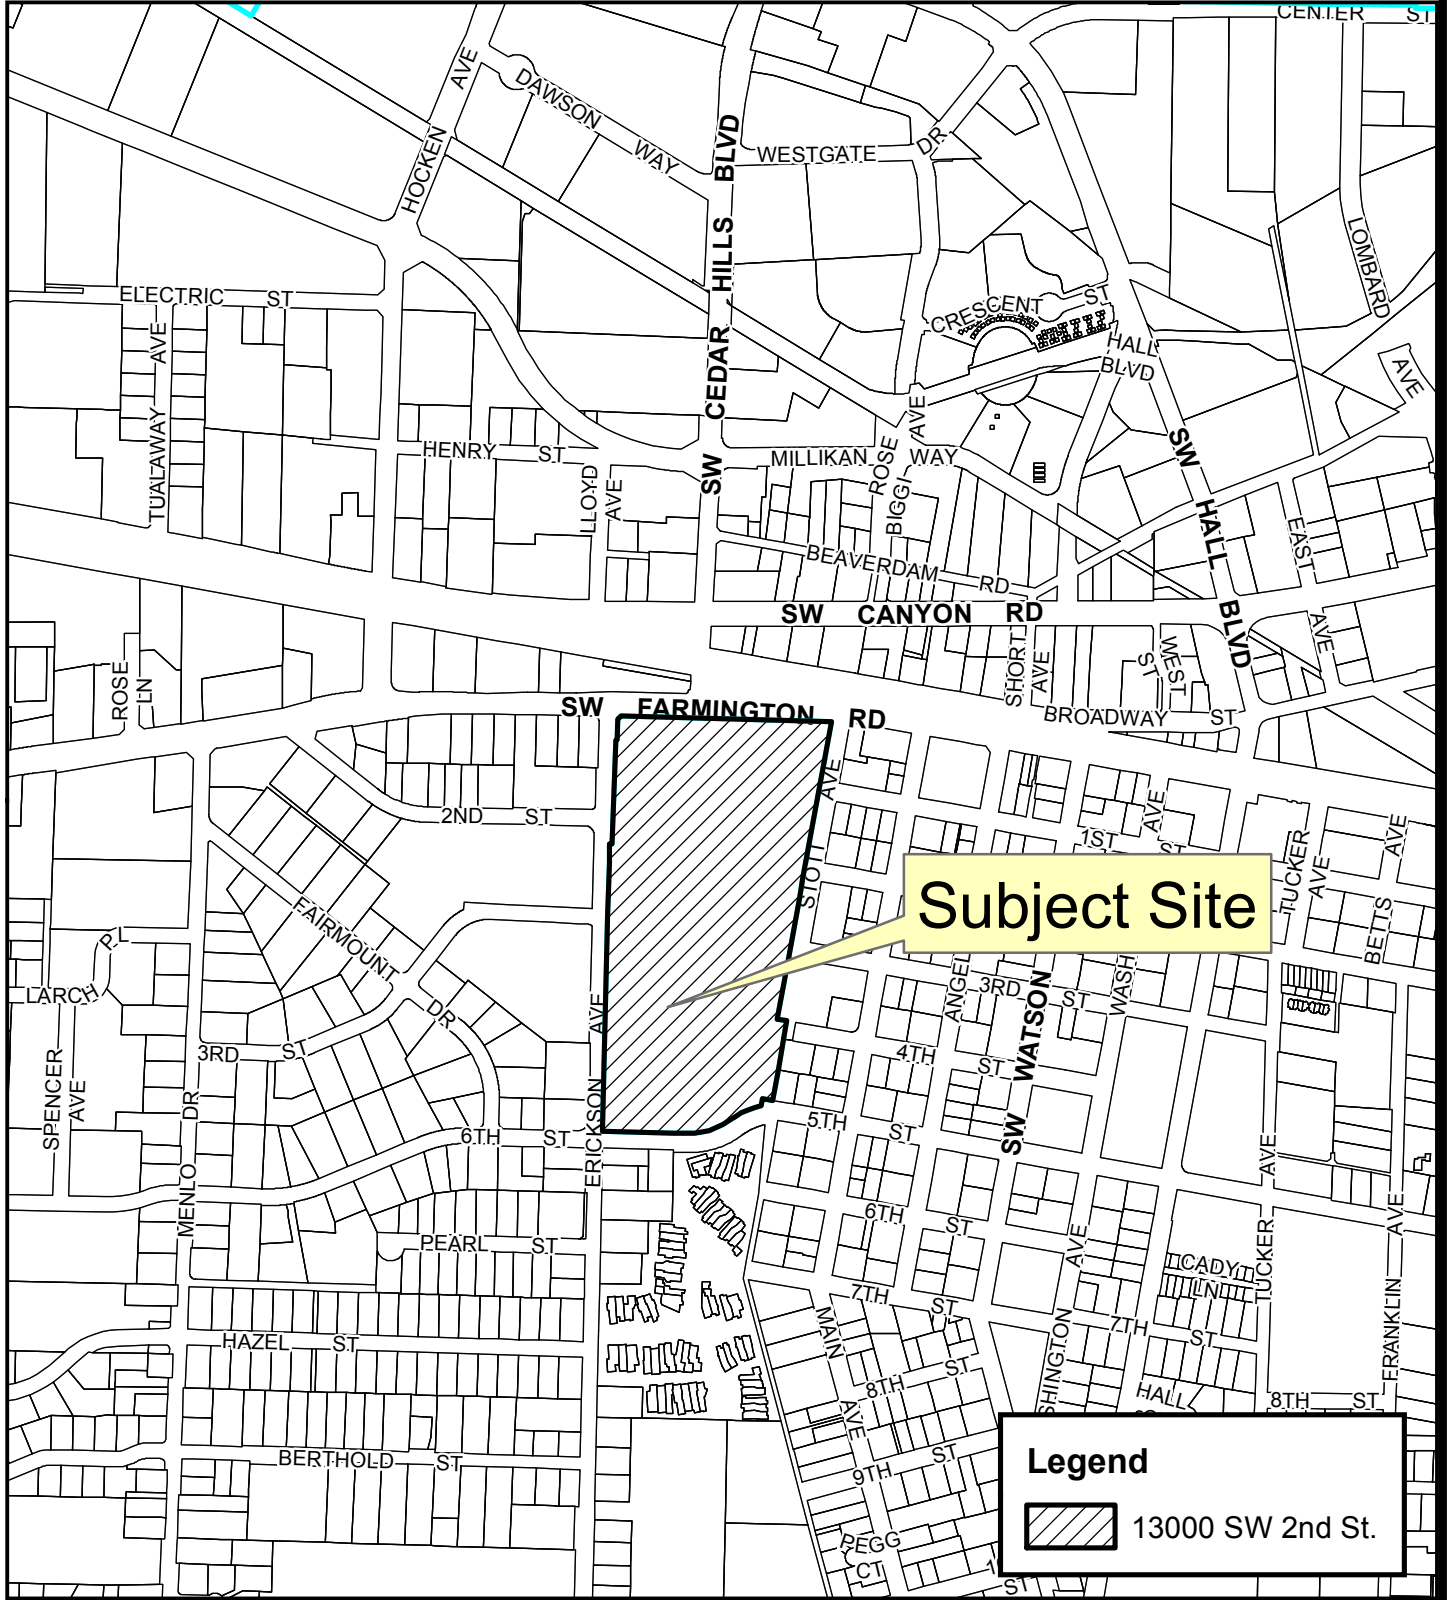 CENTER ST
HOCKEN AVE
DAWSON WAY
WESTGATE DR
SW CEDAR HILLS BLVD
LOMBARD AVE
ELECTRIC ST
TUALAWAY AVE
CRESCENT ST
HALL BLVD
HENRY ST
LLOYD AVE
MILLIKAN WAY
ROSE BIGGI AVE
SW HALL BLVD
EAST AVE
BEAVERDAM RD
SW CANYON RD
ROSE LN
SHORT AVE
WEST ST
SW FARMINGTON RD
BROADWAY ST
2ND ST
STOTT AVE
1ST ST
AVE
TUCKER AVE
BETTS AVE
Subject Site
FAIRMOUNT DR
LARCH PL
ANGEL
3RD ST
WASH
SW WATSON
SPENCER AVE
3RD ST
4TH ST
ERICKSON AVE
MENLO DR
6TH ST
5TH ST
6TH ST
PEARL ST
AVE
TUCKER AVE
CADY LN
FRANKLIN AVE
7TH ST
7TH ST
HAZEL ST
MAIN AVE
8TH ST
SHINGTON
HALL
8TH ST
BERTHOLD ST
9TH ST
PEGG CT
ST
Legend
13000 SW 2nd St.